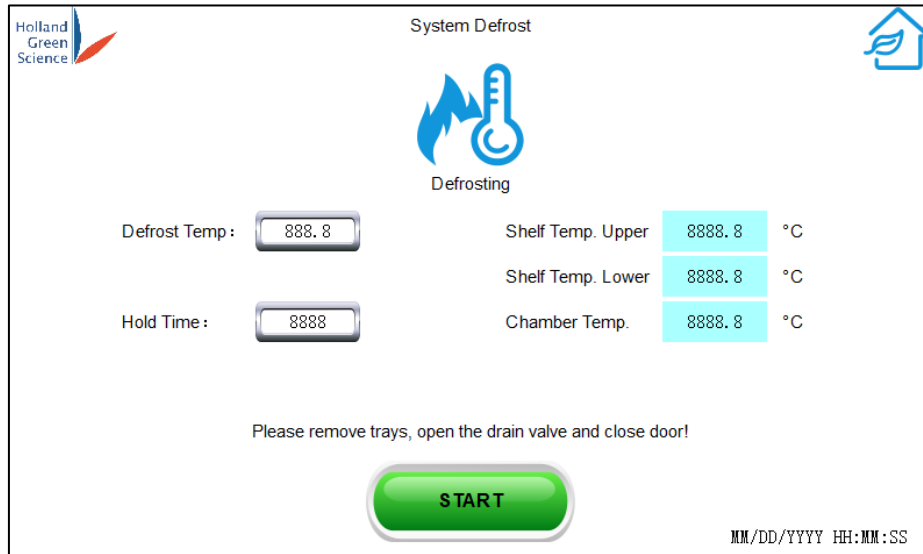 Holland
Green
Science
System Defrost
Defrosting
Defrost Temp: 888.8 Shelf Temp. Upper 8888.8 °C
Shelf Temp. Lower 8888.8 °C
Hold Time: 8888 Chamber Temp. 8888.8 °C
Please remove trays, open the drain valve and close door!
START
MM/DD/YYYY HH:MM:SS